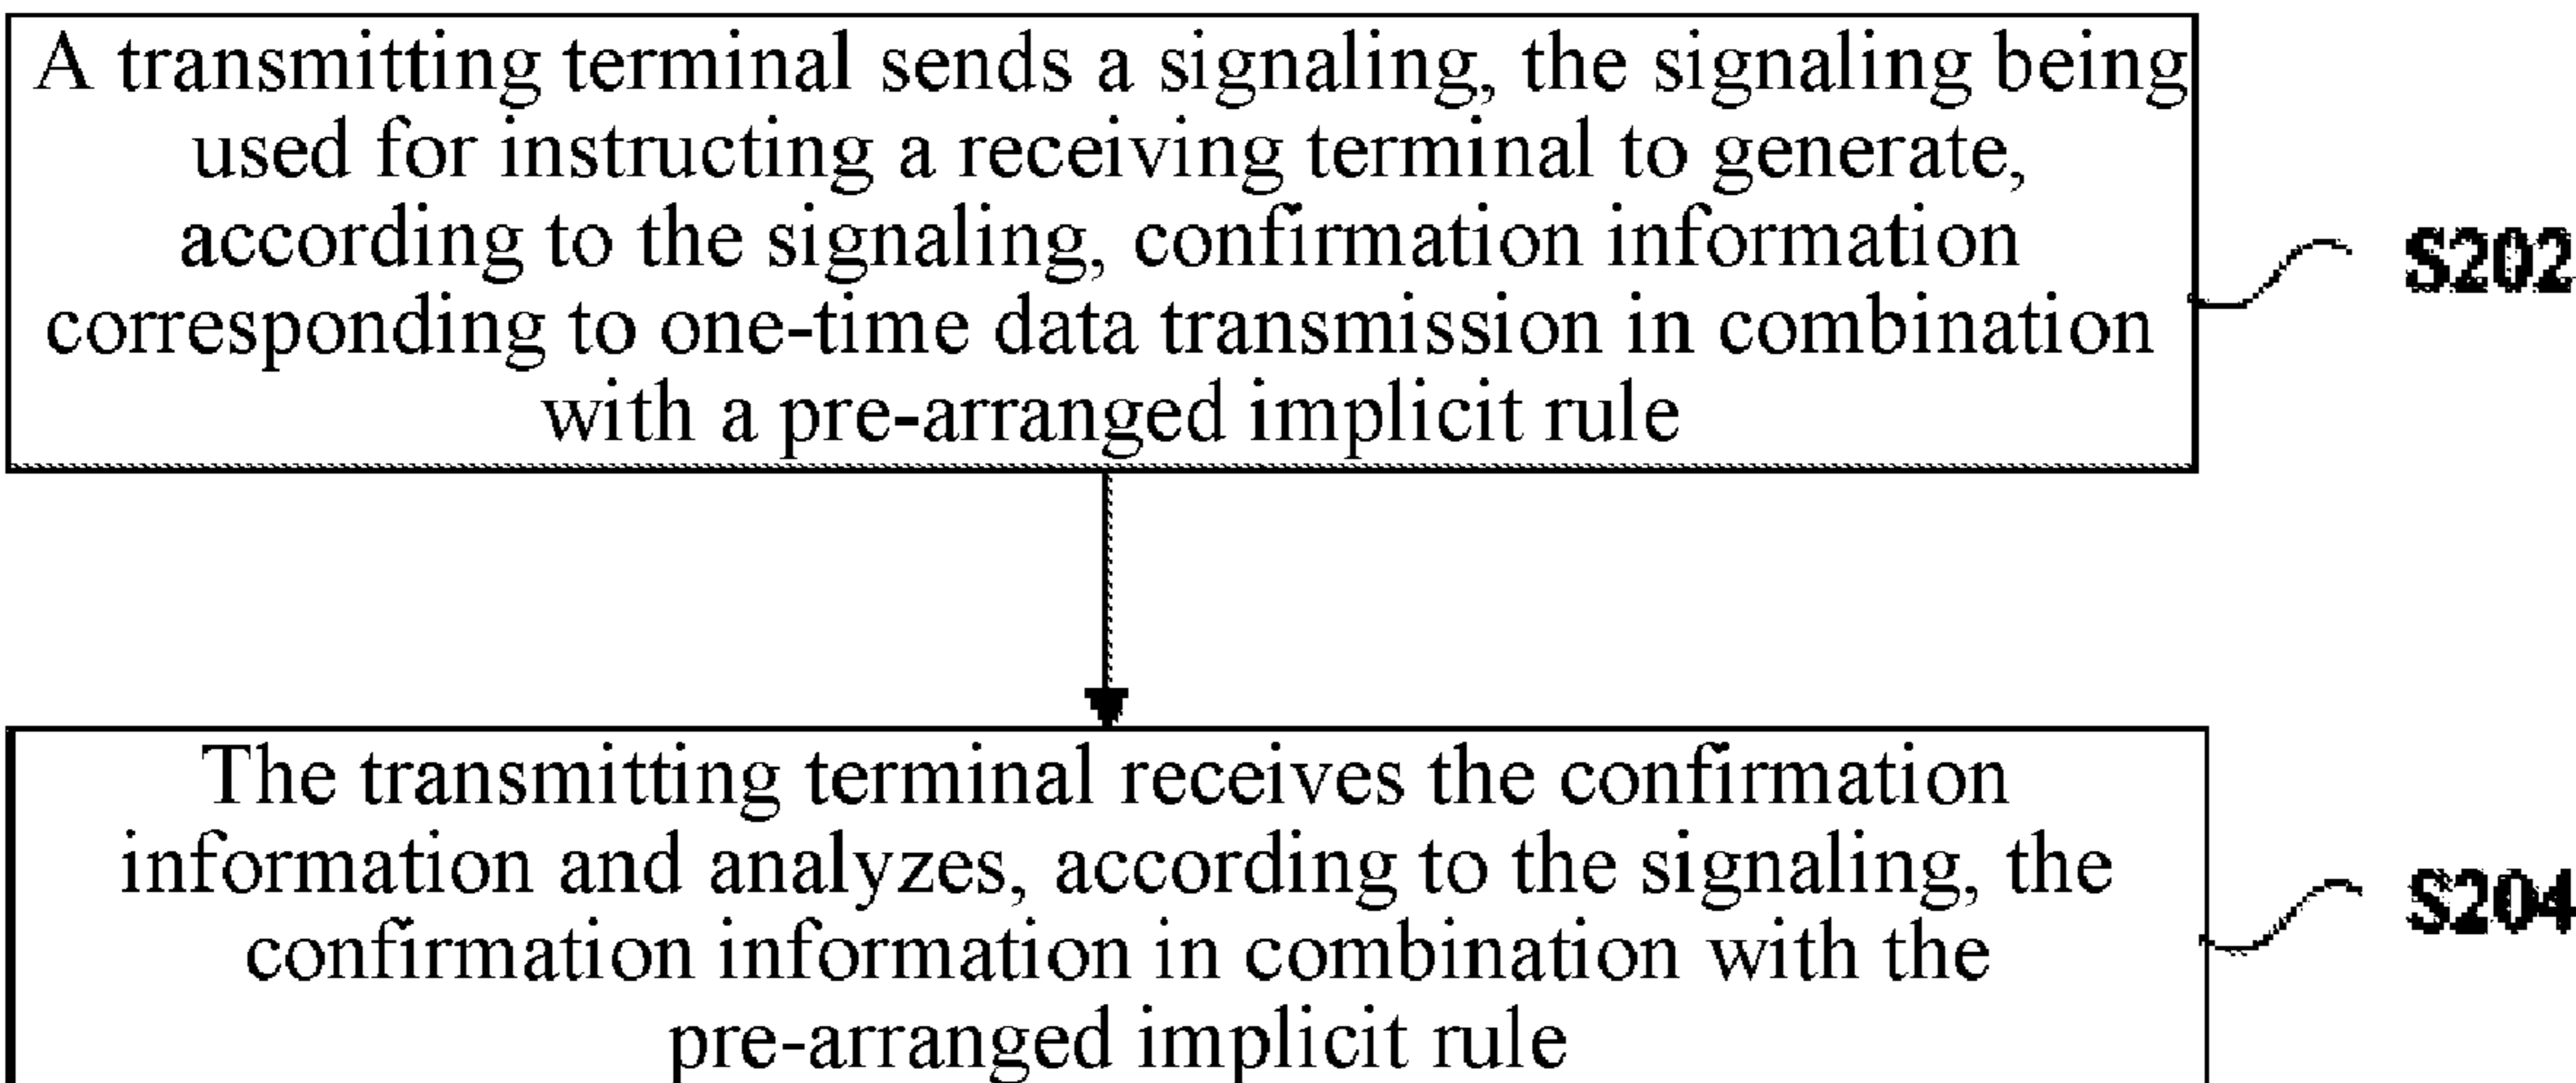 A transmitting terminal sends a signaling, the signaling being
used for instructing a receiving terminal to generate,
according to the signaling, confirmation information
corresponding to one-time data transmission in combination
with a pre-arranged implicit rule
S202
The transmitting terminal receives the confirmation
information and analyzes, according to the signaling, the
confirmation information in combination with the
pre-arranged implicit rule
S204